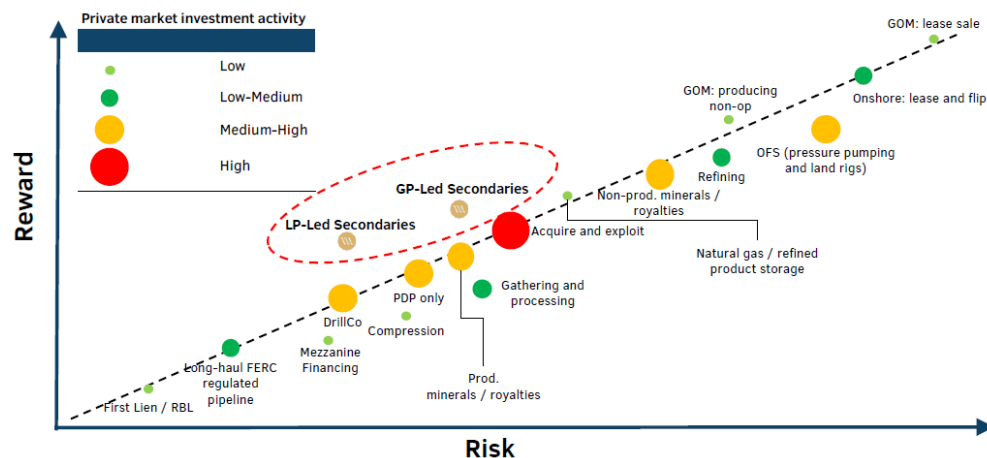 Private market investment activity
Low
Low-Medium
Medium-High
High
Reward
GOM: lease sale
Onshore: lease and flip
GOM: producing
non-op
OFS (pressure pumping
and land rigs)
Refining
GP-Led Secondaries
LP-Led Secondaries
Non-prod. minerals /
royalties
Acquire and exploit
Natural gas / refined
product storage
Gathering and
processing
PDP only
DrillCo
Compression
Mezzanine
Financing
Prod.
minerals / royalties
Long-haul FERC
regulated
pipeline
First Lien / RBL
Risk